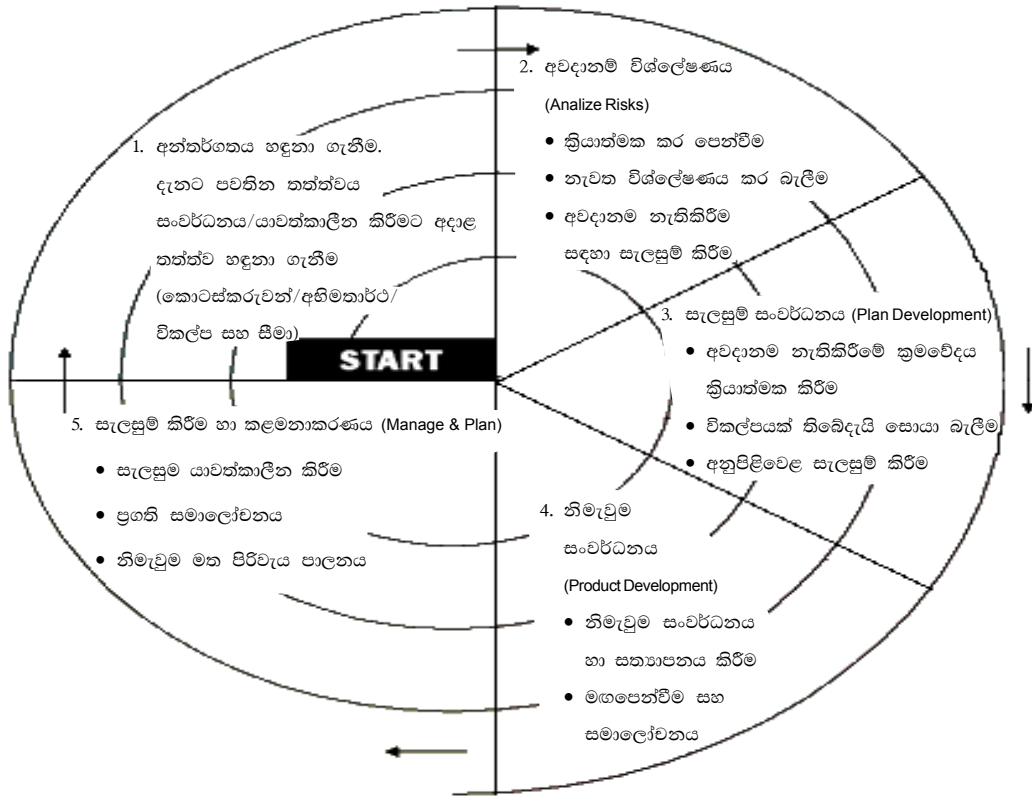 1. අන්තර්ගතය හඳුනා ගැනීම.
දැනට පවතින තත්ත්වය
සංවර්ධනය/යාවත්කාලීන කිරීමට අදාළ
තත්ත්ව හඳුනා ගැනීම
(කොටස්කරුවන්/අභිමතාර්ථ/
විකල්ප සහ සීමා)
START
2. අවදානම් විශ්ලේෂණය
(Analize Risks)
• ක්‍රියාත්මක කර පෙන්වීම
• නැවත විශ්ලේෂණය කර බැලීම
• අවදානම නැතිකිරීම
සඳහා සැලසුම් කිරීම
3. සැලසුම් සංවර්ධනය (Plan Development)
• අවදානම නැතිකිරීමේ ක්‍රමවේදය
ක්‍රියාත්මක කිරීම
• විකල්පයක් තිබේදැයි සොයා බැලීම
• අනුපිළිවෙළ සැලසුම් කිරීම
4. නිමැවුම
සංවර්ධනය
(Product Development)
• නිමැවුම සංවර්ධනය
හා සත්‍යාපනය කිරීම
• මඟපෙන්වීම සහ
සමාලෝචනය
5. සැලසුම් කිරීම හා කළමනාකරණය (Manage & Plan)
• සැලසුම යාවත්කාලීන කිරීම
• ප්‍රගති සමාලෝචනය
• නිමැවුම මත පිරිවැය පාලනය